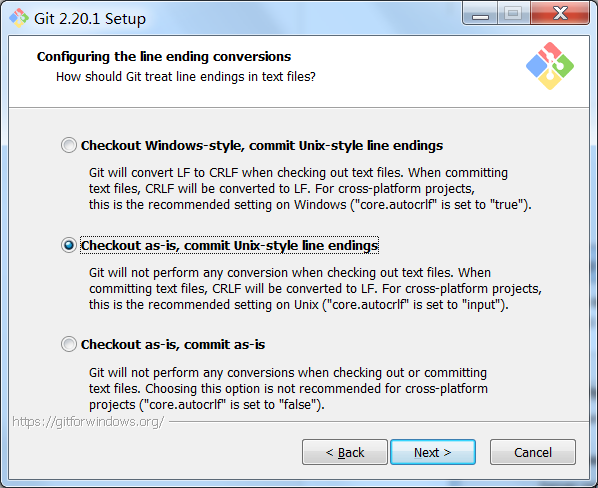 Git 2.20.1 Setup
Configuring the line ending conversions
How should Git treat line endings in text files?
Checkout Windows-style, commit Unix-style line endings
Git will convert LF to CRLF when checking out text files. When committing
text files, CRLF will be converted to LF. For cross-platform projects,
this is the recommended setting on Windows ("core.autocrlf" is set to "true").
Checkout as-is, commit Unix-style line endings
Git will not perform any conversion when checking out text files. When
committing text files, CRLF will be converted to LF. For cross-platform projects,
this is the recommended setting on Unix ("core.autocrlf" is set to "input").
Checkout as-is, commit as-is
Git will not perform any conversions when checking out or committing
text files. Choosing this option is not recommended for cross-platform
projects ("core.autocrlf" is set to "false").
https://gitforwindows.org/
< Back
Next >
Cancel